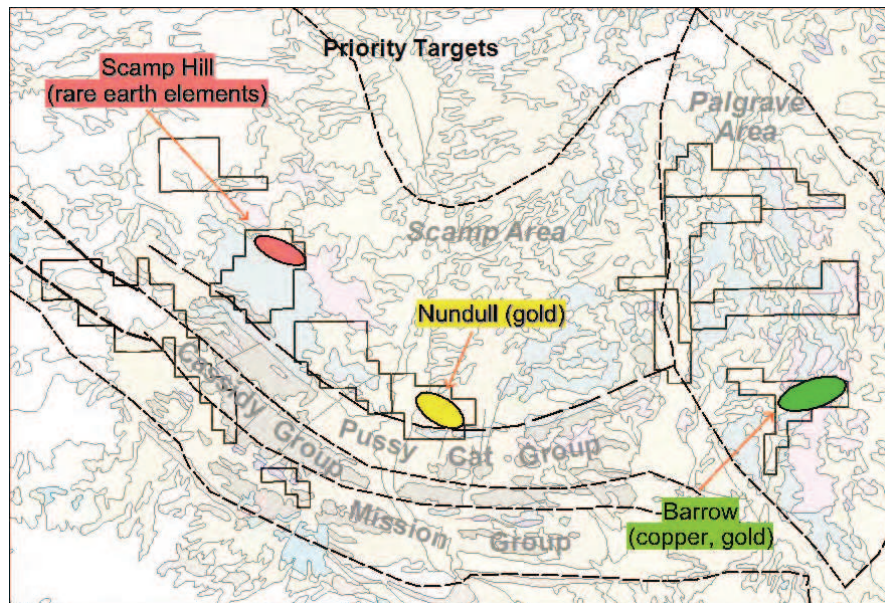 Priority Targets
Scamp Hill
(rare earth elements)
Palgrave
Area
Scamp Area
Nundull (gold)
Cassidy
Group
Pussy Cat Group
Mission Group
Barrow
(copper, gold)